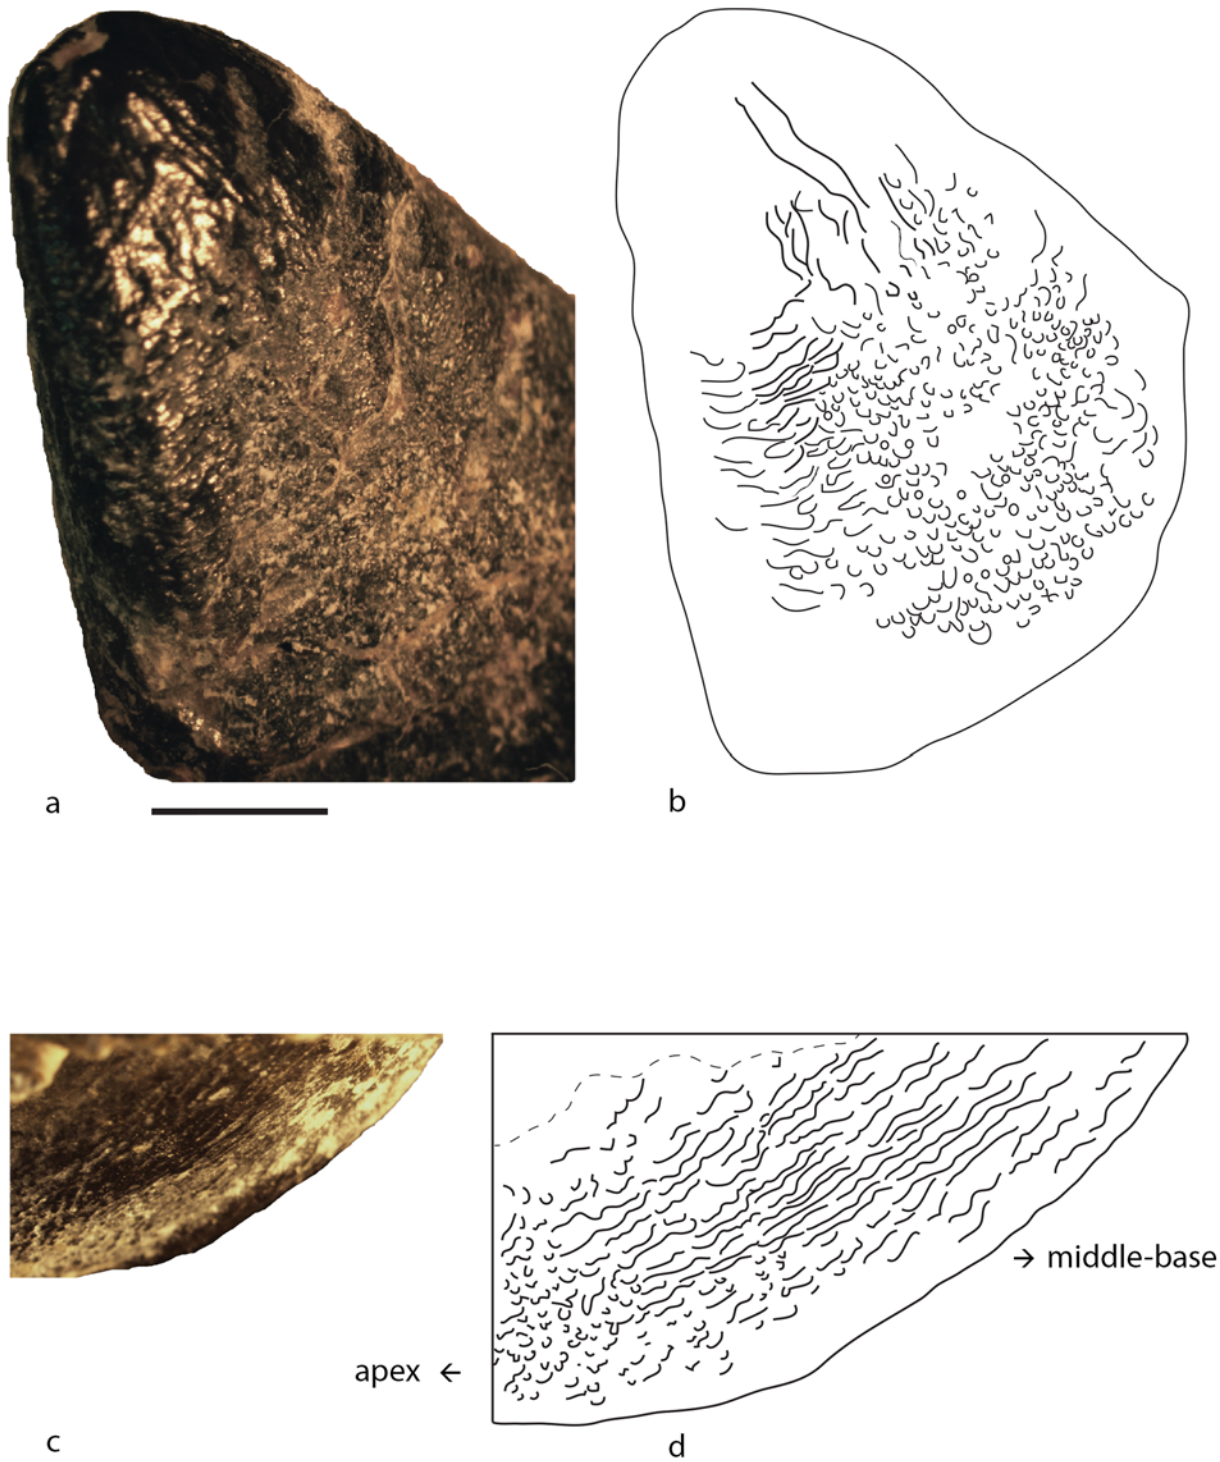 a
b
→ middle-base
apex ←
c
d